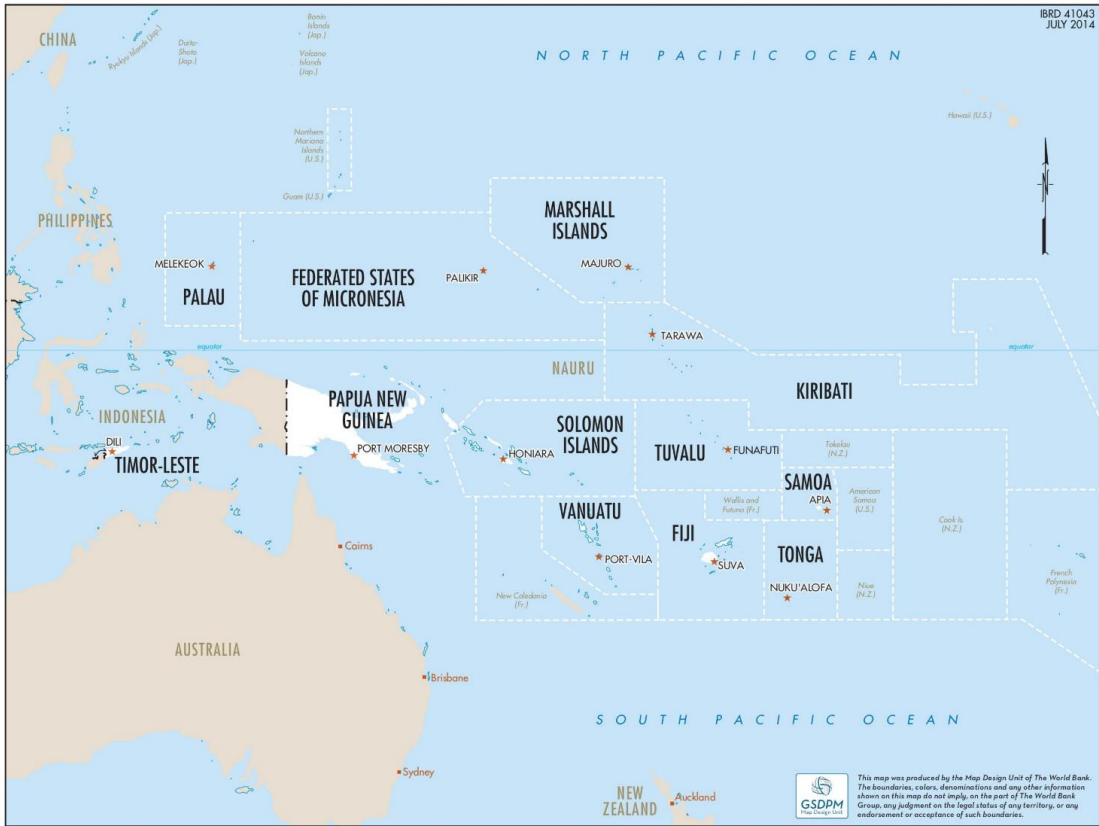 IBRD 41043
JULY 2014
CHINA
Ryukyu Islands (Jap.)
Daito-
Shoto
(Jap.)
Bonin
Islands
(Jap.)
Volcano
Islands
(Jap.)
NORTH PACIFIC OCEAN
Hawaii (U.S.)
N
Northern
Mariana
Islands
(U.S.)
Guam (U.S.)
PHILIPPINES
MELEKEOK
PALAU
FEDERATED STATES
OF MICRONESIA
PALIKIR
MARSHALL
ISLANDS
MAJURO
TARAWA
equator
equator
NAURU
KIRIBATI
INDONESIA
DILI
TIMOR-LESTE
PAPUA NEW
GUINEA
PORT MORESBY
SOLOMON
ISLANDS
HONIARA
TUVALU
FUNAFUTI
Tokelau
(N.Z.)
SAMOA
APIA
American
Samoa
(U.S.)
Wallis and
Futuna (Fr.)
VANUATU
PORT-VILA
FIJI
SUVA
TONGA
NUKU'ALOFA
Niue
(N.Z.)
Cook Is.
(N.Z.)
French
Polynesia
(Fr.)
New Caledonia
(Fr.)
Cairns
AUSTRALIA
Brisbane
Sydney
SOUTH PACIFIC OCEAN
NEW
ZEALAND
Auckland
GSDPM
Map Design Unit
This map was produced by the Map Design Unit of The World Bank.
The boundaries, colors, denominations and any other information
shown on this map do not imply, on the part of The World Bank
Group, any judgment on the legal status of any territory, or any
endorsement or acceptance of such boundaries.